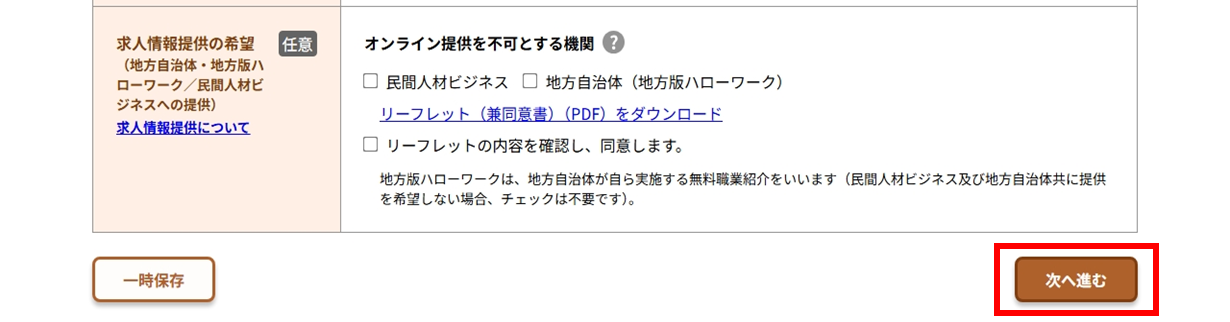 求人情報提供の希望 任意
（地方自治体・地方版ハ
ローワーク／民間人材ビ
ジネスへの提供）
求人情報提供について
オンライン提供を不可とする機関 ?
民間人材ビジネス 地方自治体（地方版ハローワーク）
リーフレット（兼同意書）（PDF）をダウンロード
リーフレットの内容を確認し、同意します。
地方版ハローワークは、地方自治体が自ら実施する無料職業紹介をいいます（民間人材ビジネス及び地方自治体共に提供
を希望しない場合、チェックは不要です）。
一時保存
次へ進む